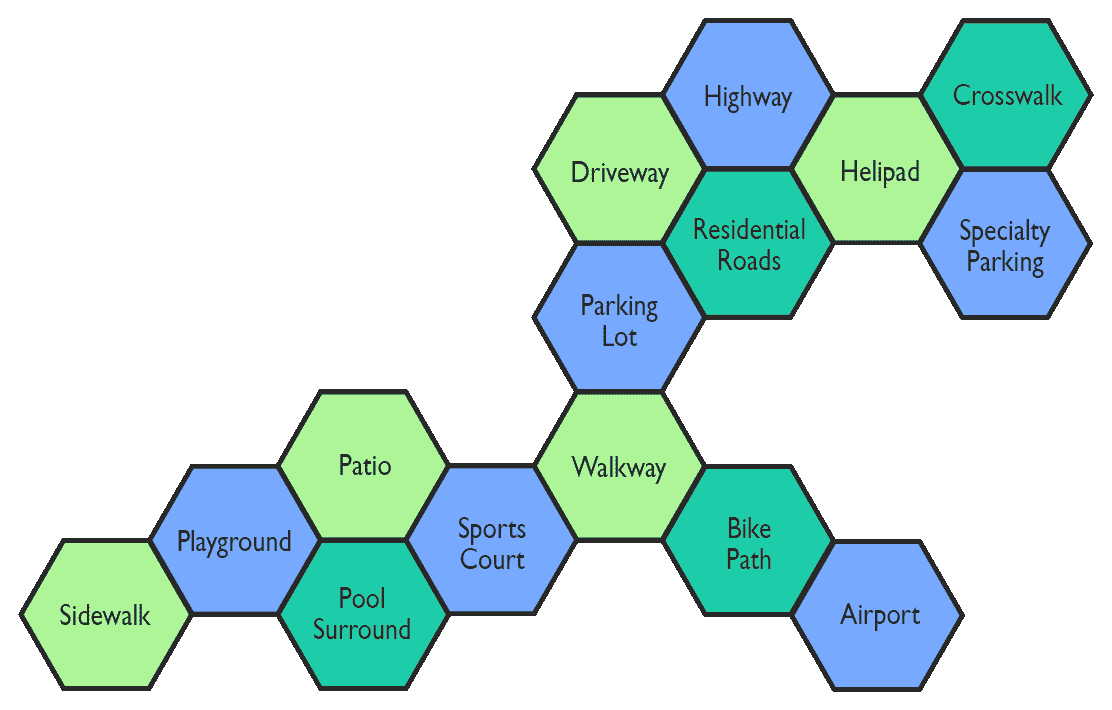 Highway
Crosswalk
Driveway
Helipad
Residential
Roads
Specialty
Parking
Parking
Lot
Patio
Walkway
Playground
Sports
Court
Bike
Path
Sidewalk
Pool
Surround
Airport